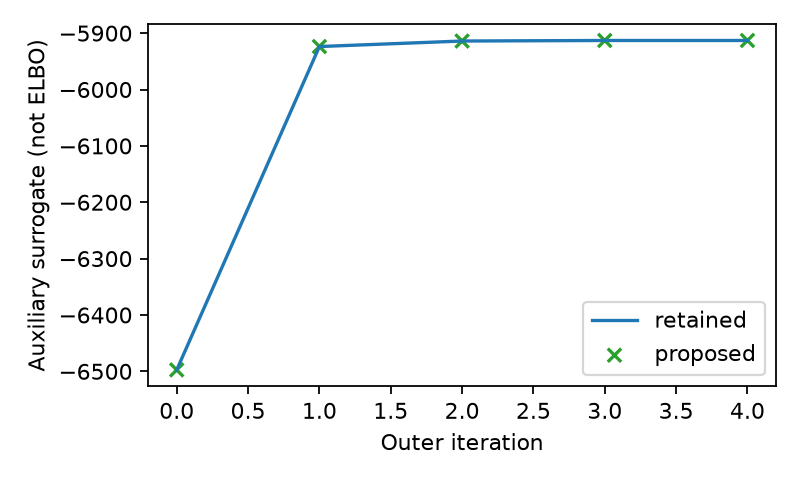 Auxiliary surrogate (not ELBO)
−5900
−6000
−6100
−6200
−6300
−6400
−6500
retained
proposed
0.0 0.5 1.0 1.5 2.0 2.5 3.0 3.5 4.0
Outer iteration